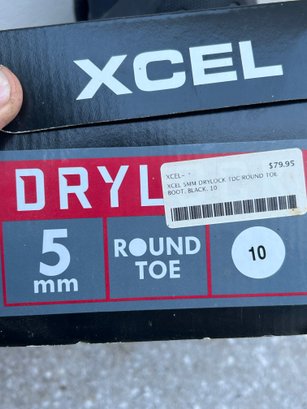 XCEL
XCEL-
$79.95
XCEL 5MM DRYLOCK TDC ROUND TOE
BOOT, BLACK, 10
DRYL
5
mm
ROUND
TOE
10